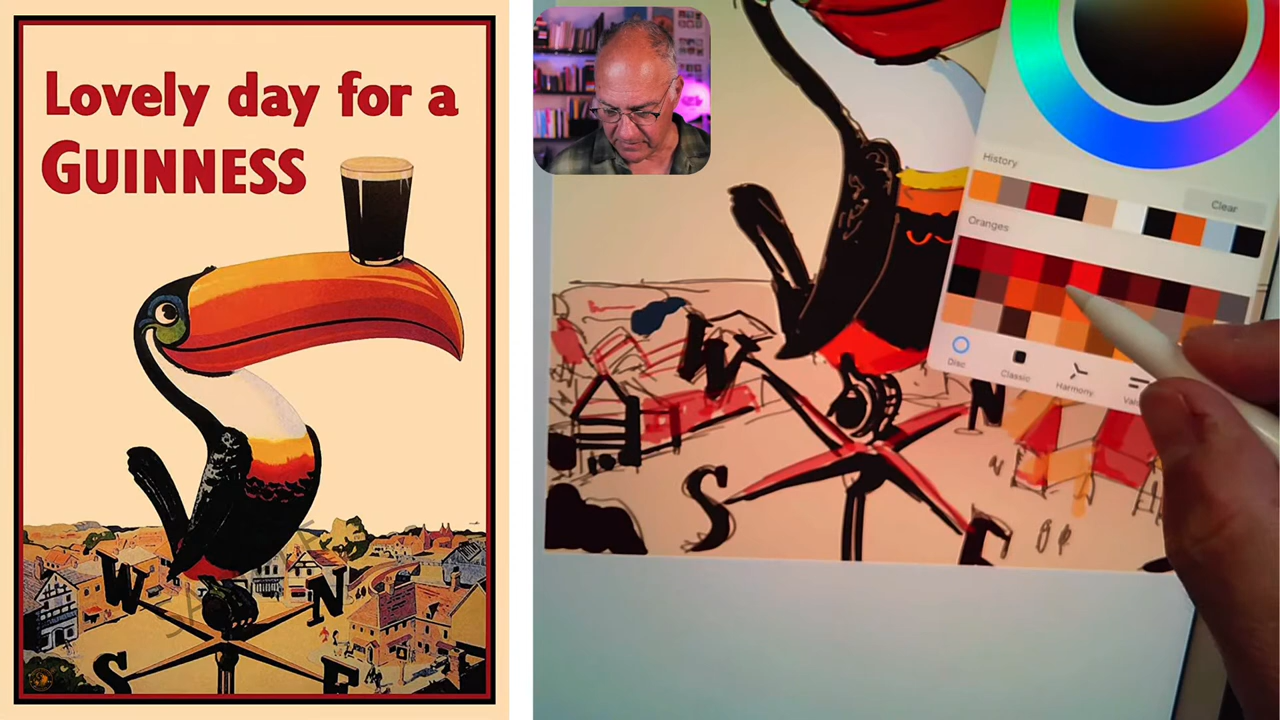 Lovely day for a
GUINNESS
W
N
S
E
History
Clear
Oranges
Disc
Classic
Harmony
W
N
S
E